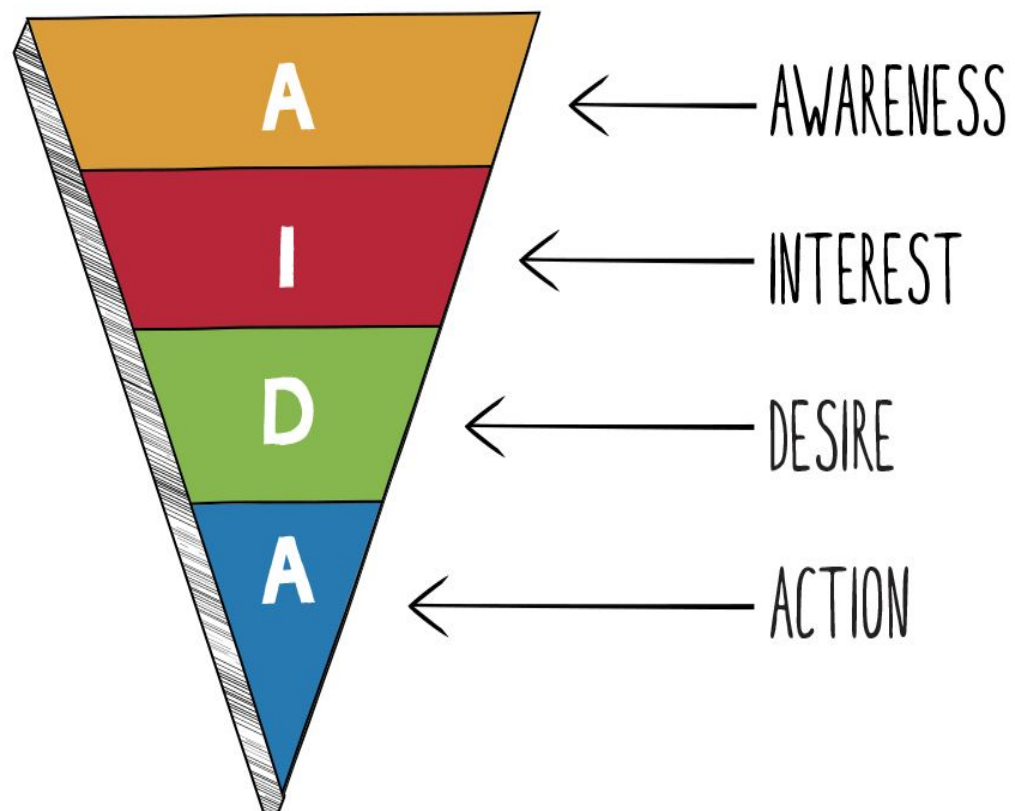 A
AWARENESS
I
INTEREST
D
DESIRE
A
ACTION